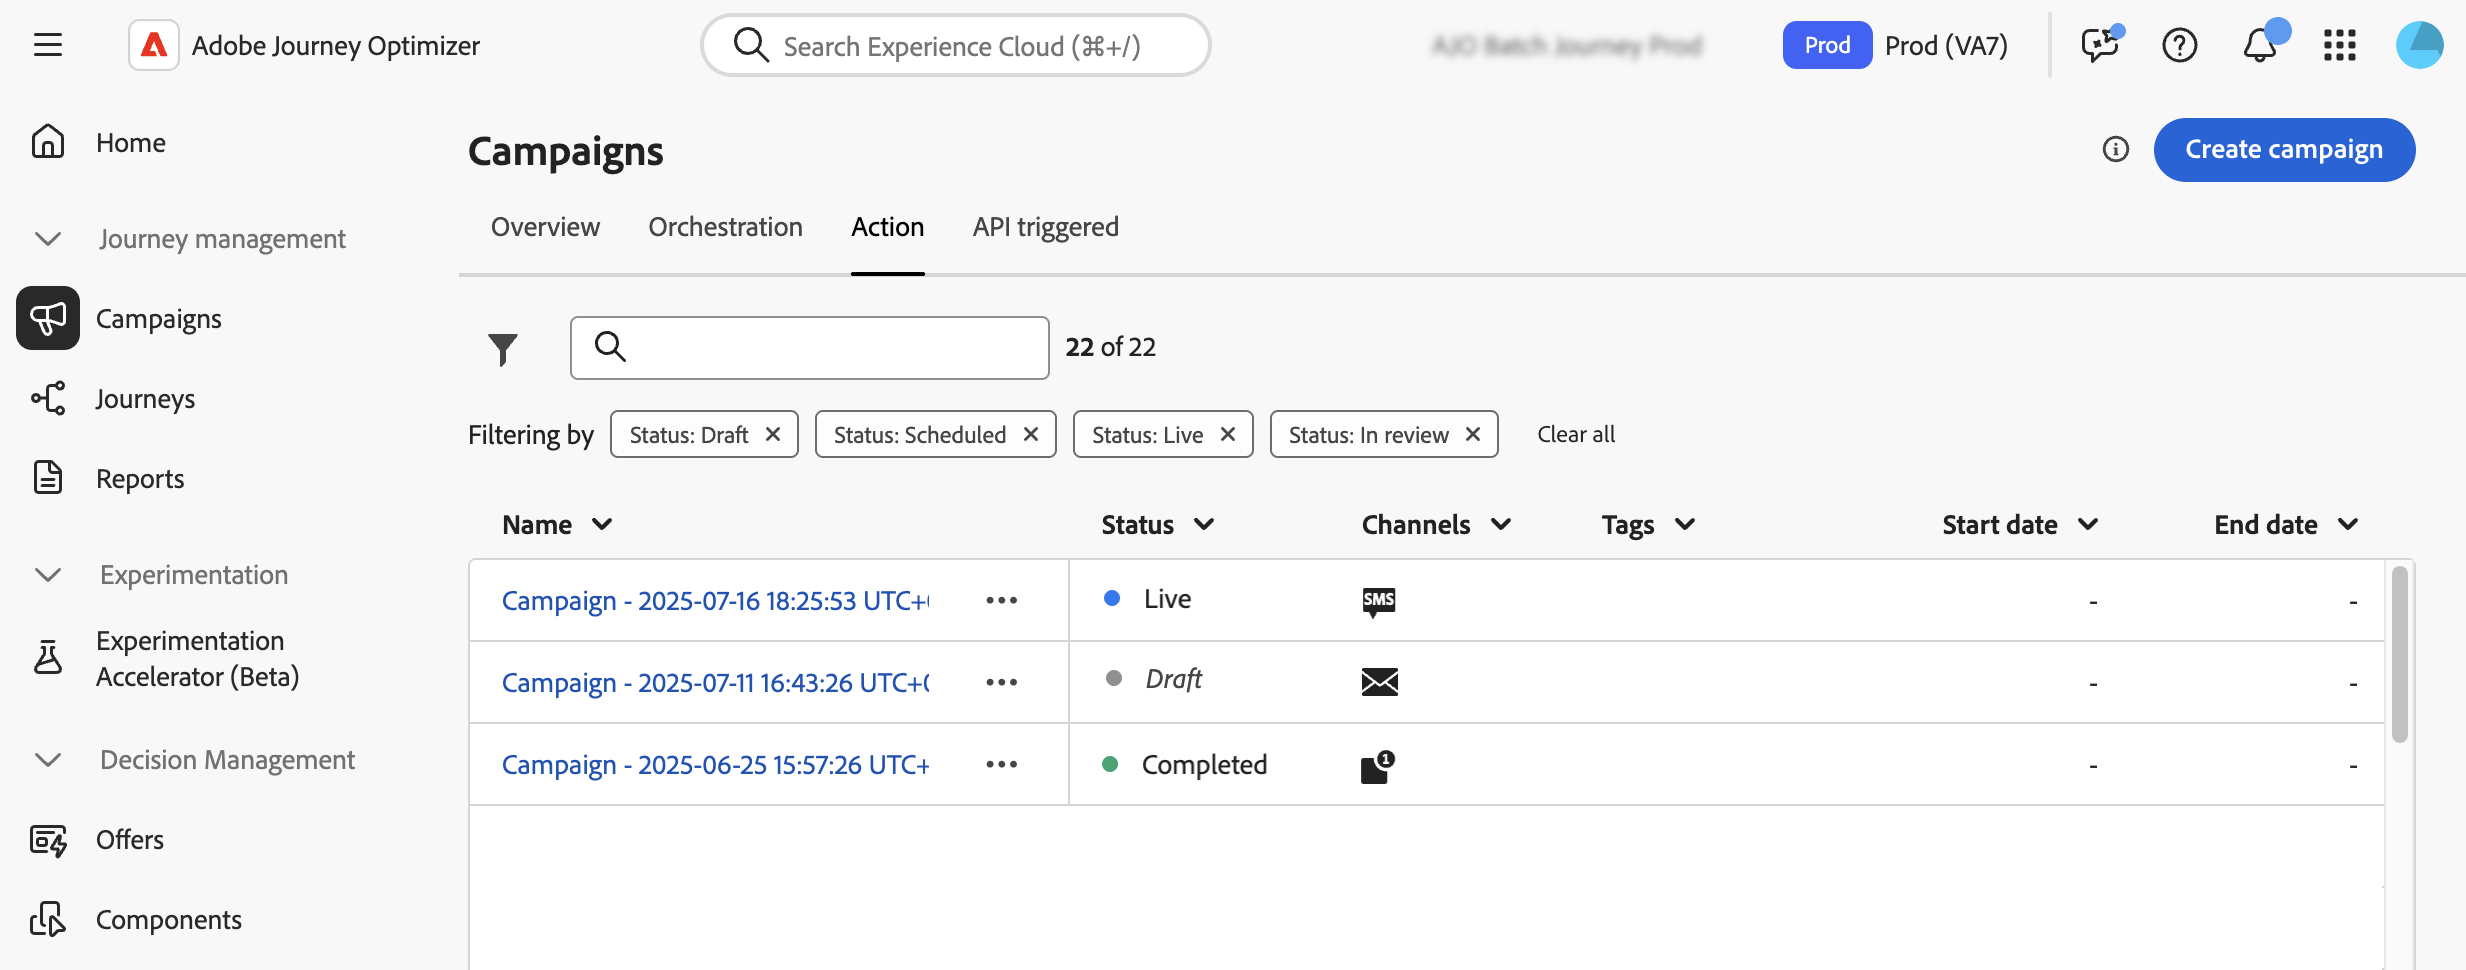 Adobe Journey Optimizer
Search Experience Cloud (⌘+/)
Prod
Prod (VA7)
Home
Journey management
Campaigns
Journeys
Reports
Experimentation
Experimentation
Accelerator (Beta)
Decision Management
Offers
Components
Campaigns
Create campaign
Overview Orchestration Action API triggered
22 of 22
Filtering by Status: Draft Status: Scheduled Status: Live Status: In review Clear all
Name Status Channels Tags Start date End date
Campaign - 2025-07-16 18:25:53 UTC+ Live SMS - -
Campaign - 2025-07-11 16:43:26 UTC+ Draft - -
Campaign - 2025-06-25 15:57:26 UTC+ Completed 1 - -